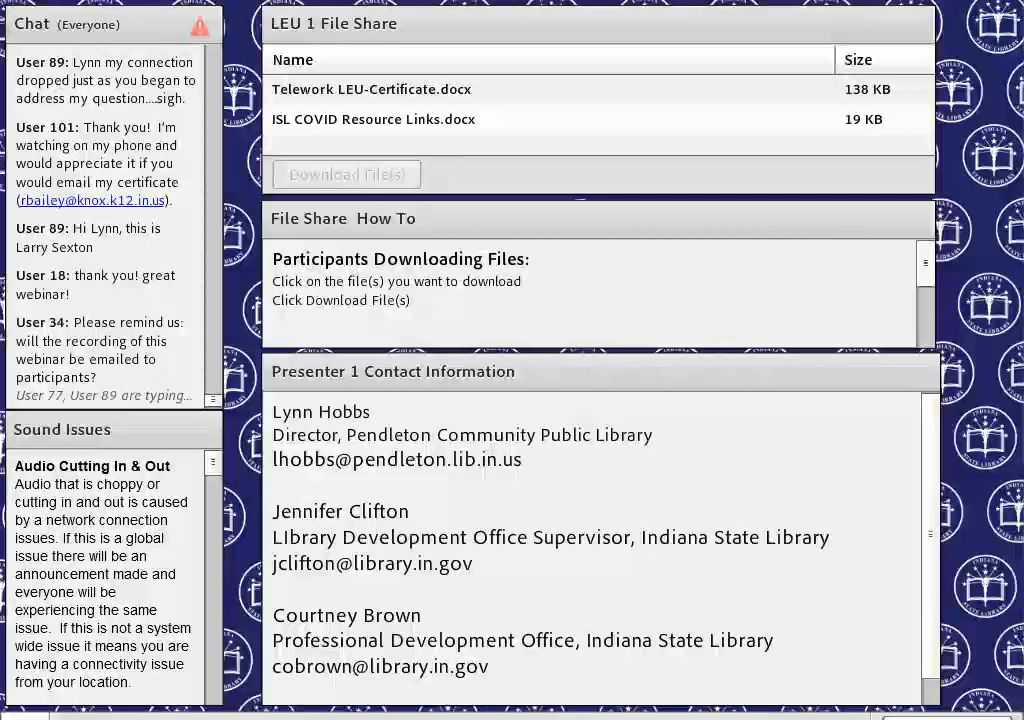 Chat (Everyone)
User 89: Lynn my connection
dropped just as you began to
address my question....sigh.
User 101: Thank you!  I'm
watching on my phone and
would appreciate it if you
would email my certificate
(rbailey@knox.k12.in.us).
User 89: Hi Lynn, this is
Larry Sexton
User 18: thank you! great
webinar!
User 34: Please remind us:
will the recording of this
webinar be emailed to
participants?
User 77, User 89 are typing...
Sound Issues
Audio Cutting In & Out
Audio that is choppy or
cutting in and out is caused
by a network connection
issues. If this is a global
issue there will be an
announcement made and
everyone will be
experiencing the same
issue.  If this is not a system
wide issue it means you are
having a connectivity issue
from your location.
LEU 1 File Share
Name Size
Telework LEU-Certificate.docx 138 KB
ISL COVID Resource Links.docx 19 KB
Download File(s)
File Share  How To
Participants Downloading Files:
Click on the file(s) you want to download
Click Download File(s)
Presenter 1 Contact Information
Lynn Hobbs
Director, Pendleton Community Public Library
lhobbs@pendleton.lib.in.us
Jennifer Clifton
LIbrary Development Office Supervisor, Indiana State Library
jclifton@library.in.gov
Courtney Brown
Professional Development Office, Indiana State Library
cobrown@library.in.gov
INDIANA
STATE LIBRARY